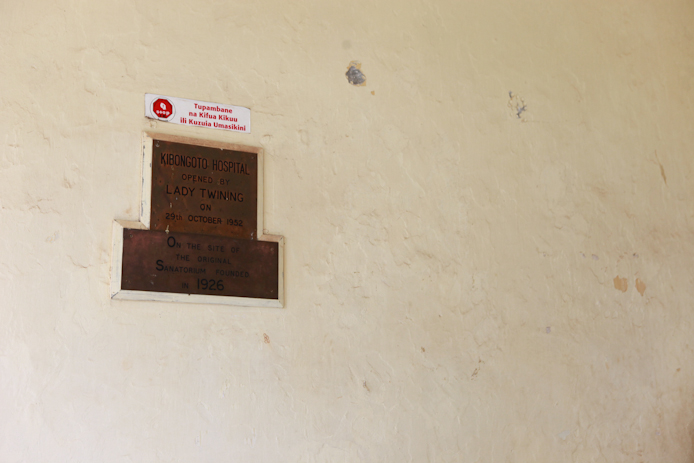 Tupambane
na Kifua Kikuu
ili Kuzuia Umasikini
KIBONGOTO HOSPITAL
OPENED BY
LADY TWINING
ON
29TH OCTOBER 1952
ON THE SITE OF
THE ORIGINAL
SANATORIUM FOUNDED
IN 1926